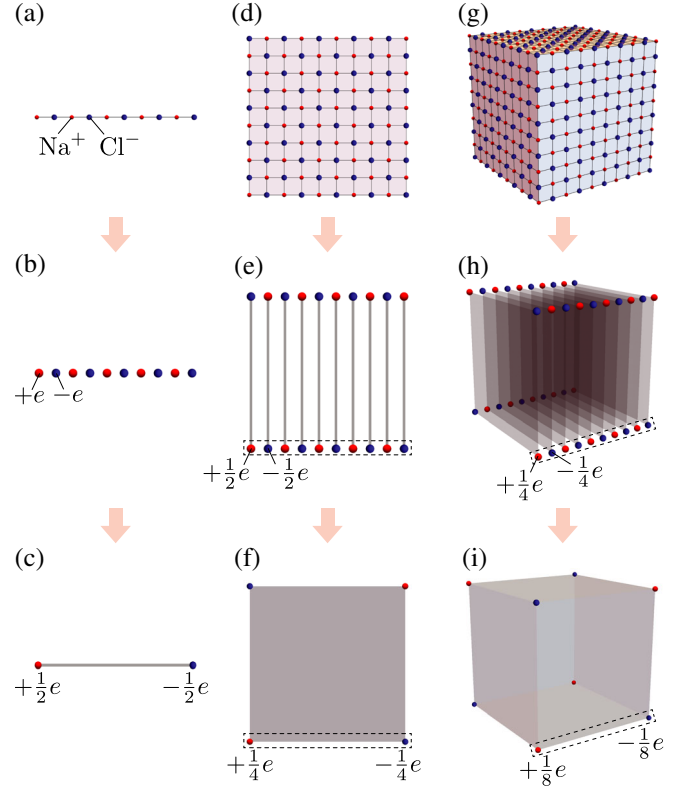 (a)
(d)
(g)
Na⁺ Cl⁻
(b)
(e)
(h)
+e −e
+½e −½e
+¼e −¼e
(c)
(f)
(i)
+½e −½e
+¼e −¼e
+⅛e −⅛e